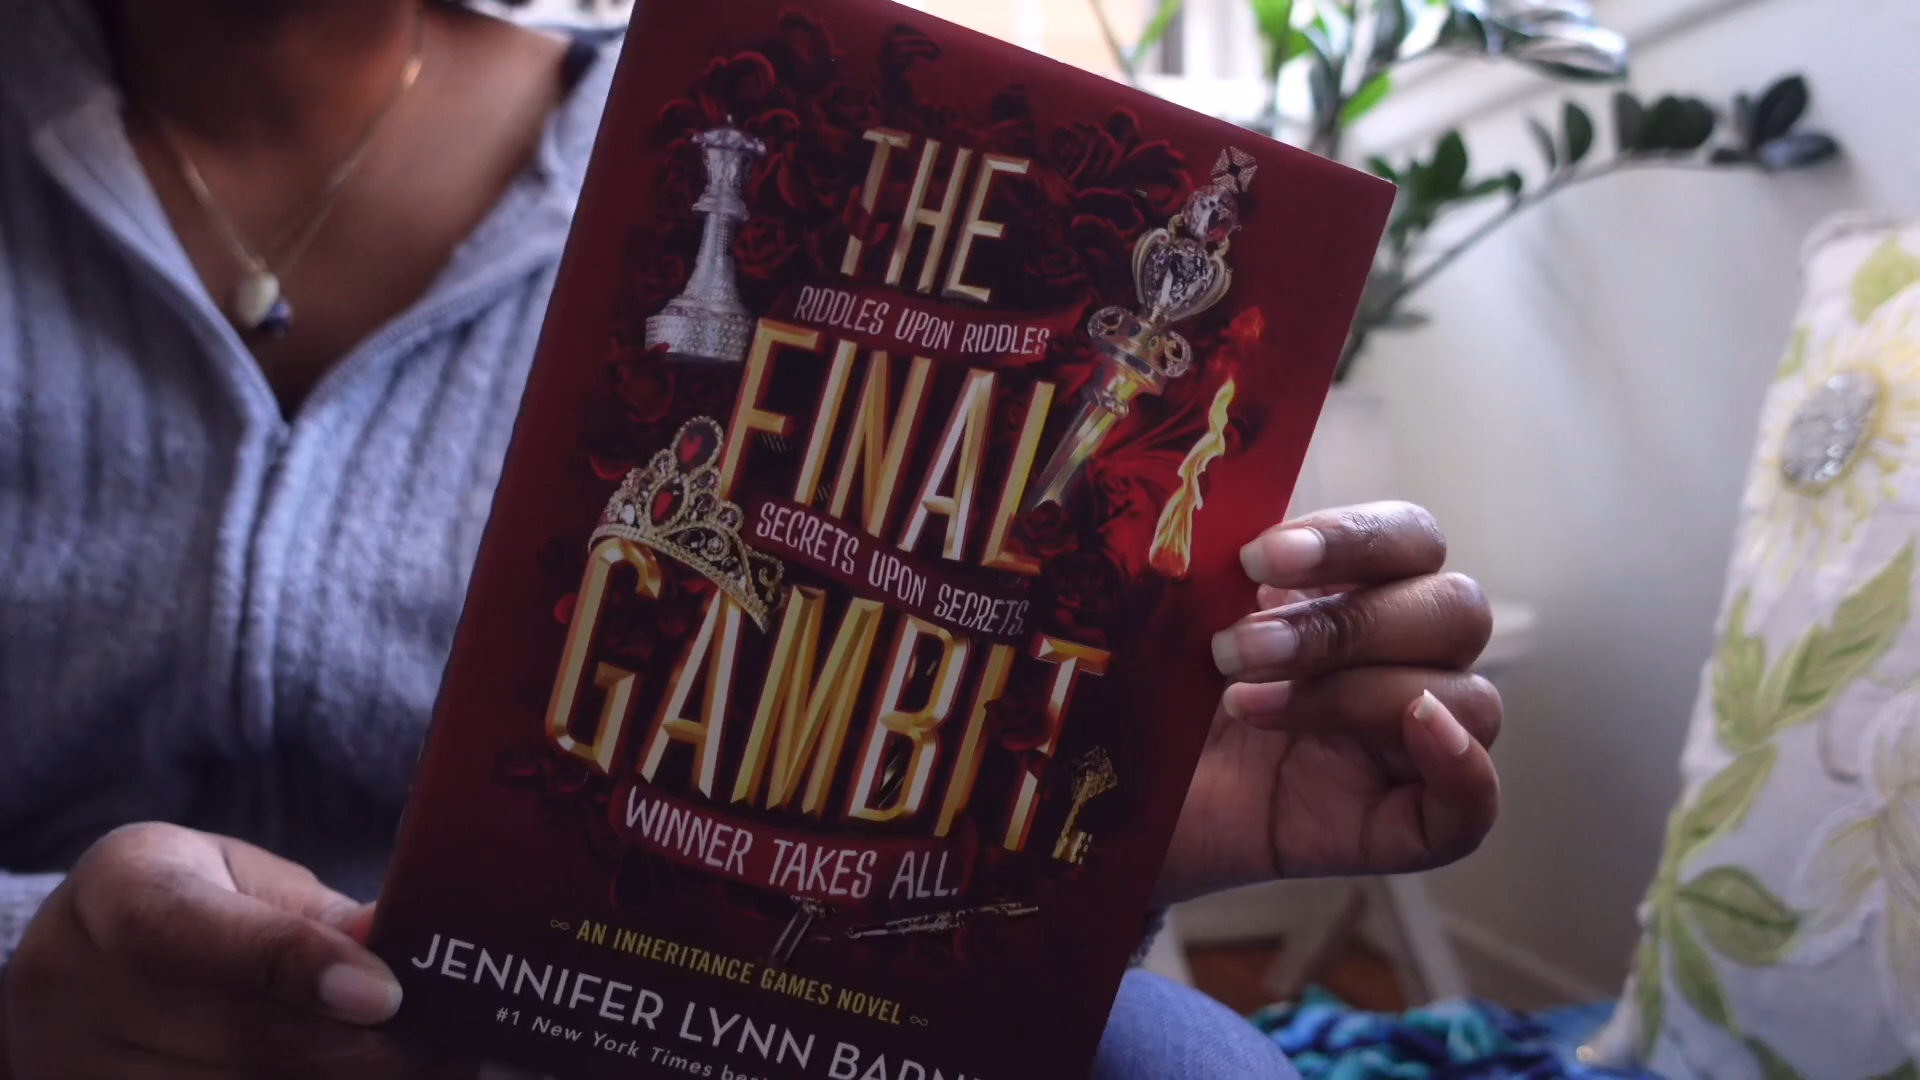 THE
RIDDLES UPON RIDDLES
FINAL
SECRETS UPON SECRETS.
GAMBIT
WINNER TAKES ALL.
∞ AN INHERITANCE GAMES NOVEL ∞
JENNIFER LYNN
#1 New York Times